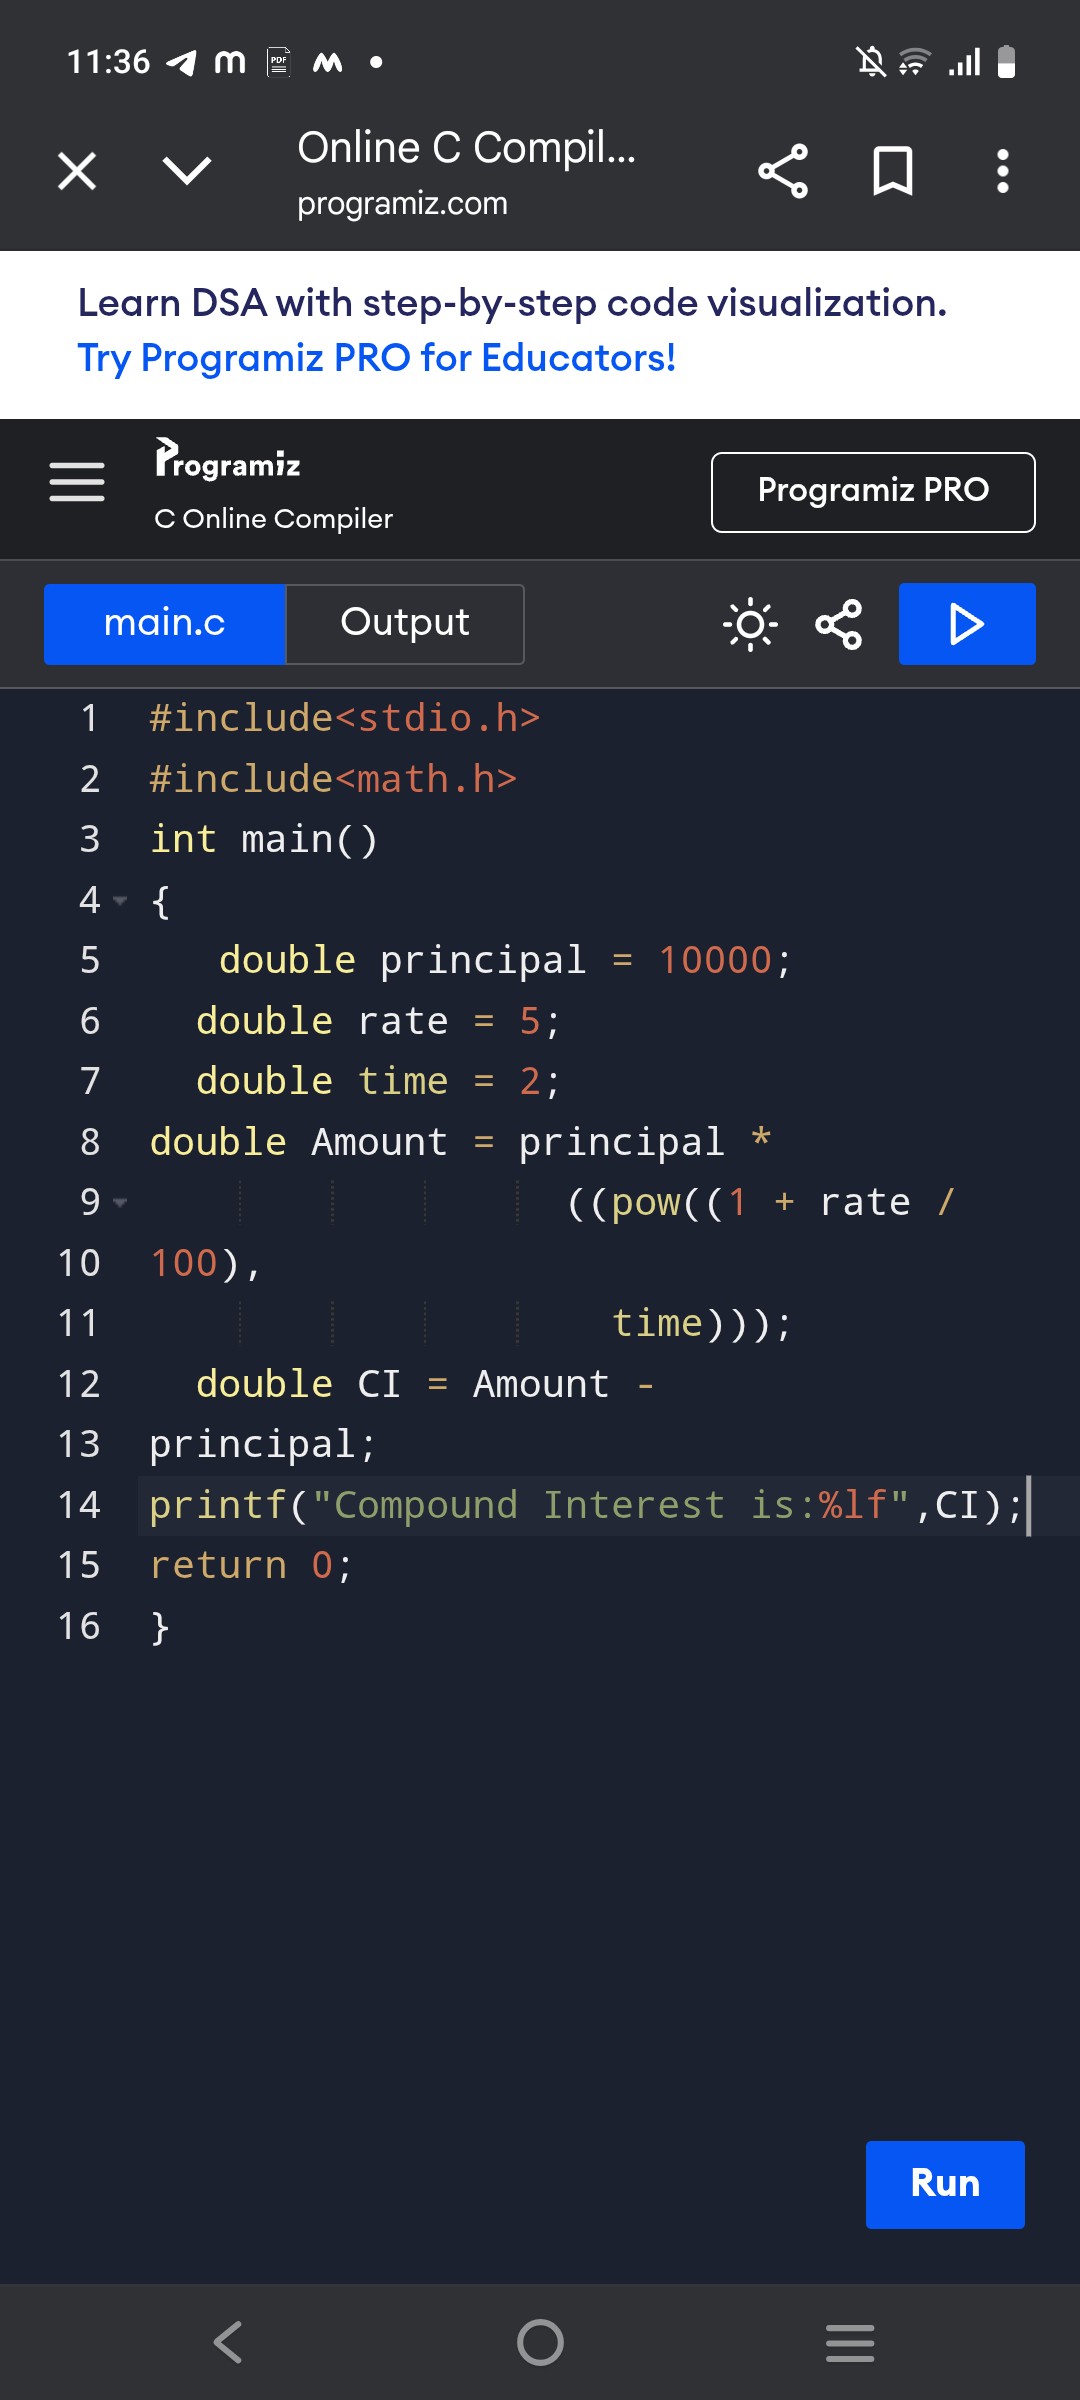 11:36
Online C Compil...
programiz.com
Learn DSA with step-by-step code visualization.
Try Programiz PRO for Educators!
Programiz
C Online Compiler
Programiz PRO
main.c
Output
1 #include<stdio.h>
2 #include<math.h>
3 int main()
4 {
5    double principal = 10000;
6   double rate = 5;
7   double time = 2;
8 double Amount = principal *
9                   ((pow((1 + rate /
10 100),
11                     time)));
12   double CI = Amount -
13 principal;
14 printf("Compound Interest is:%lf",CI);
15 return 0;
16 }
Run